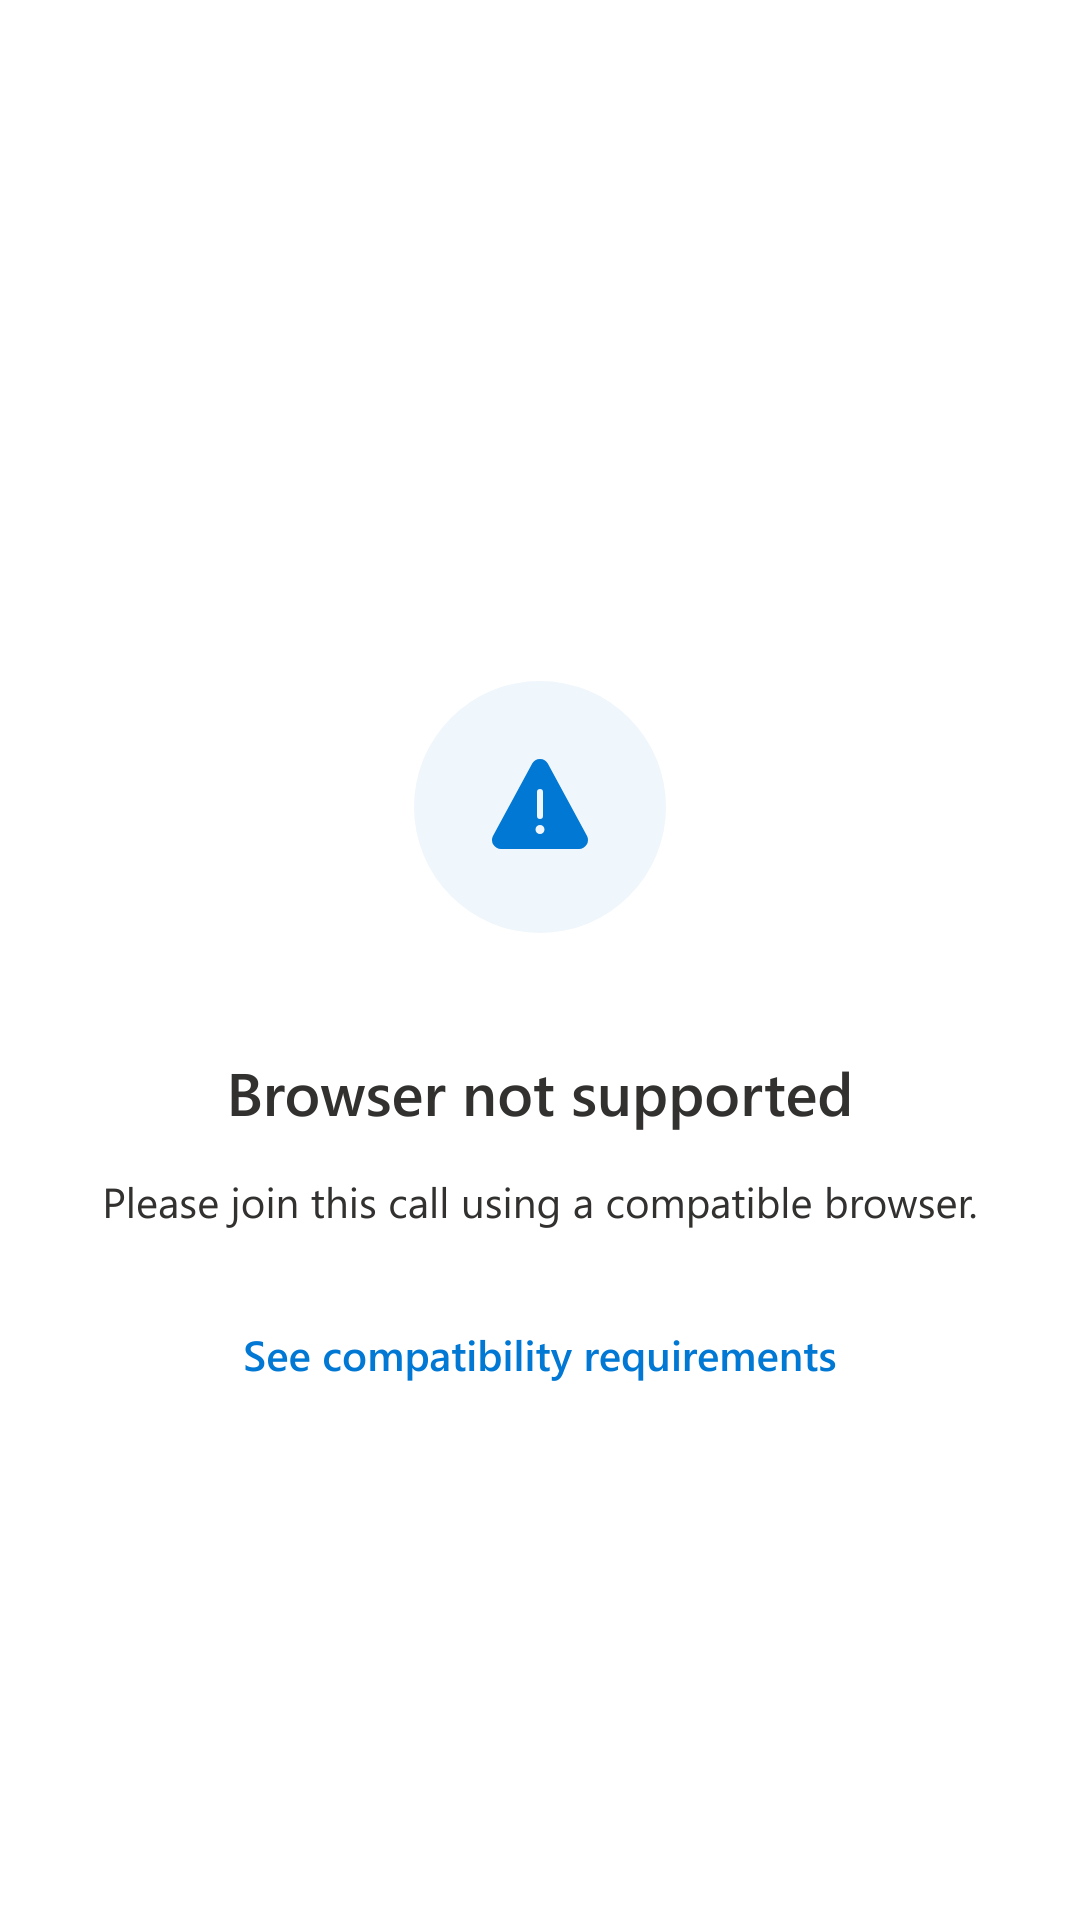 Browser not supported
Please join this call using a compatible browser.
See compatibility requirements